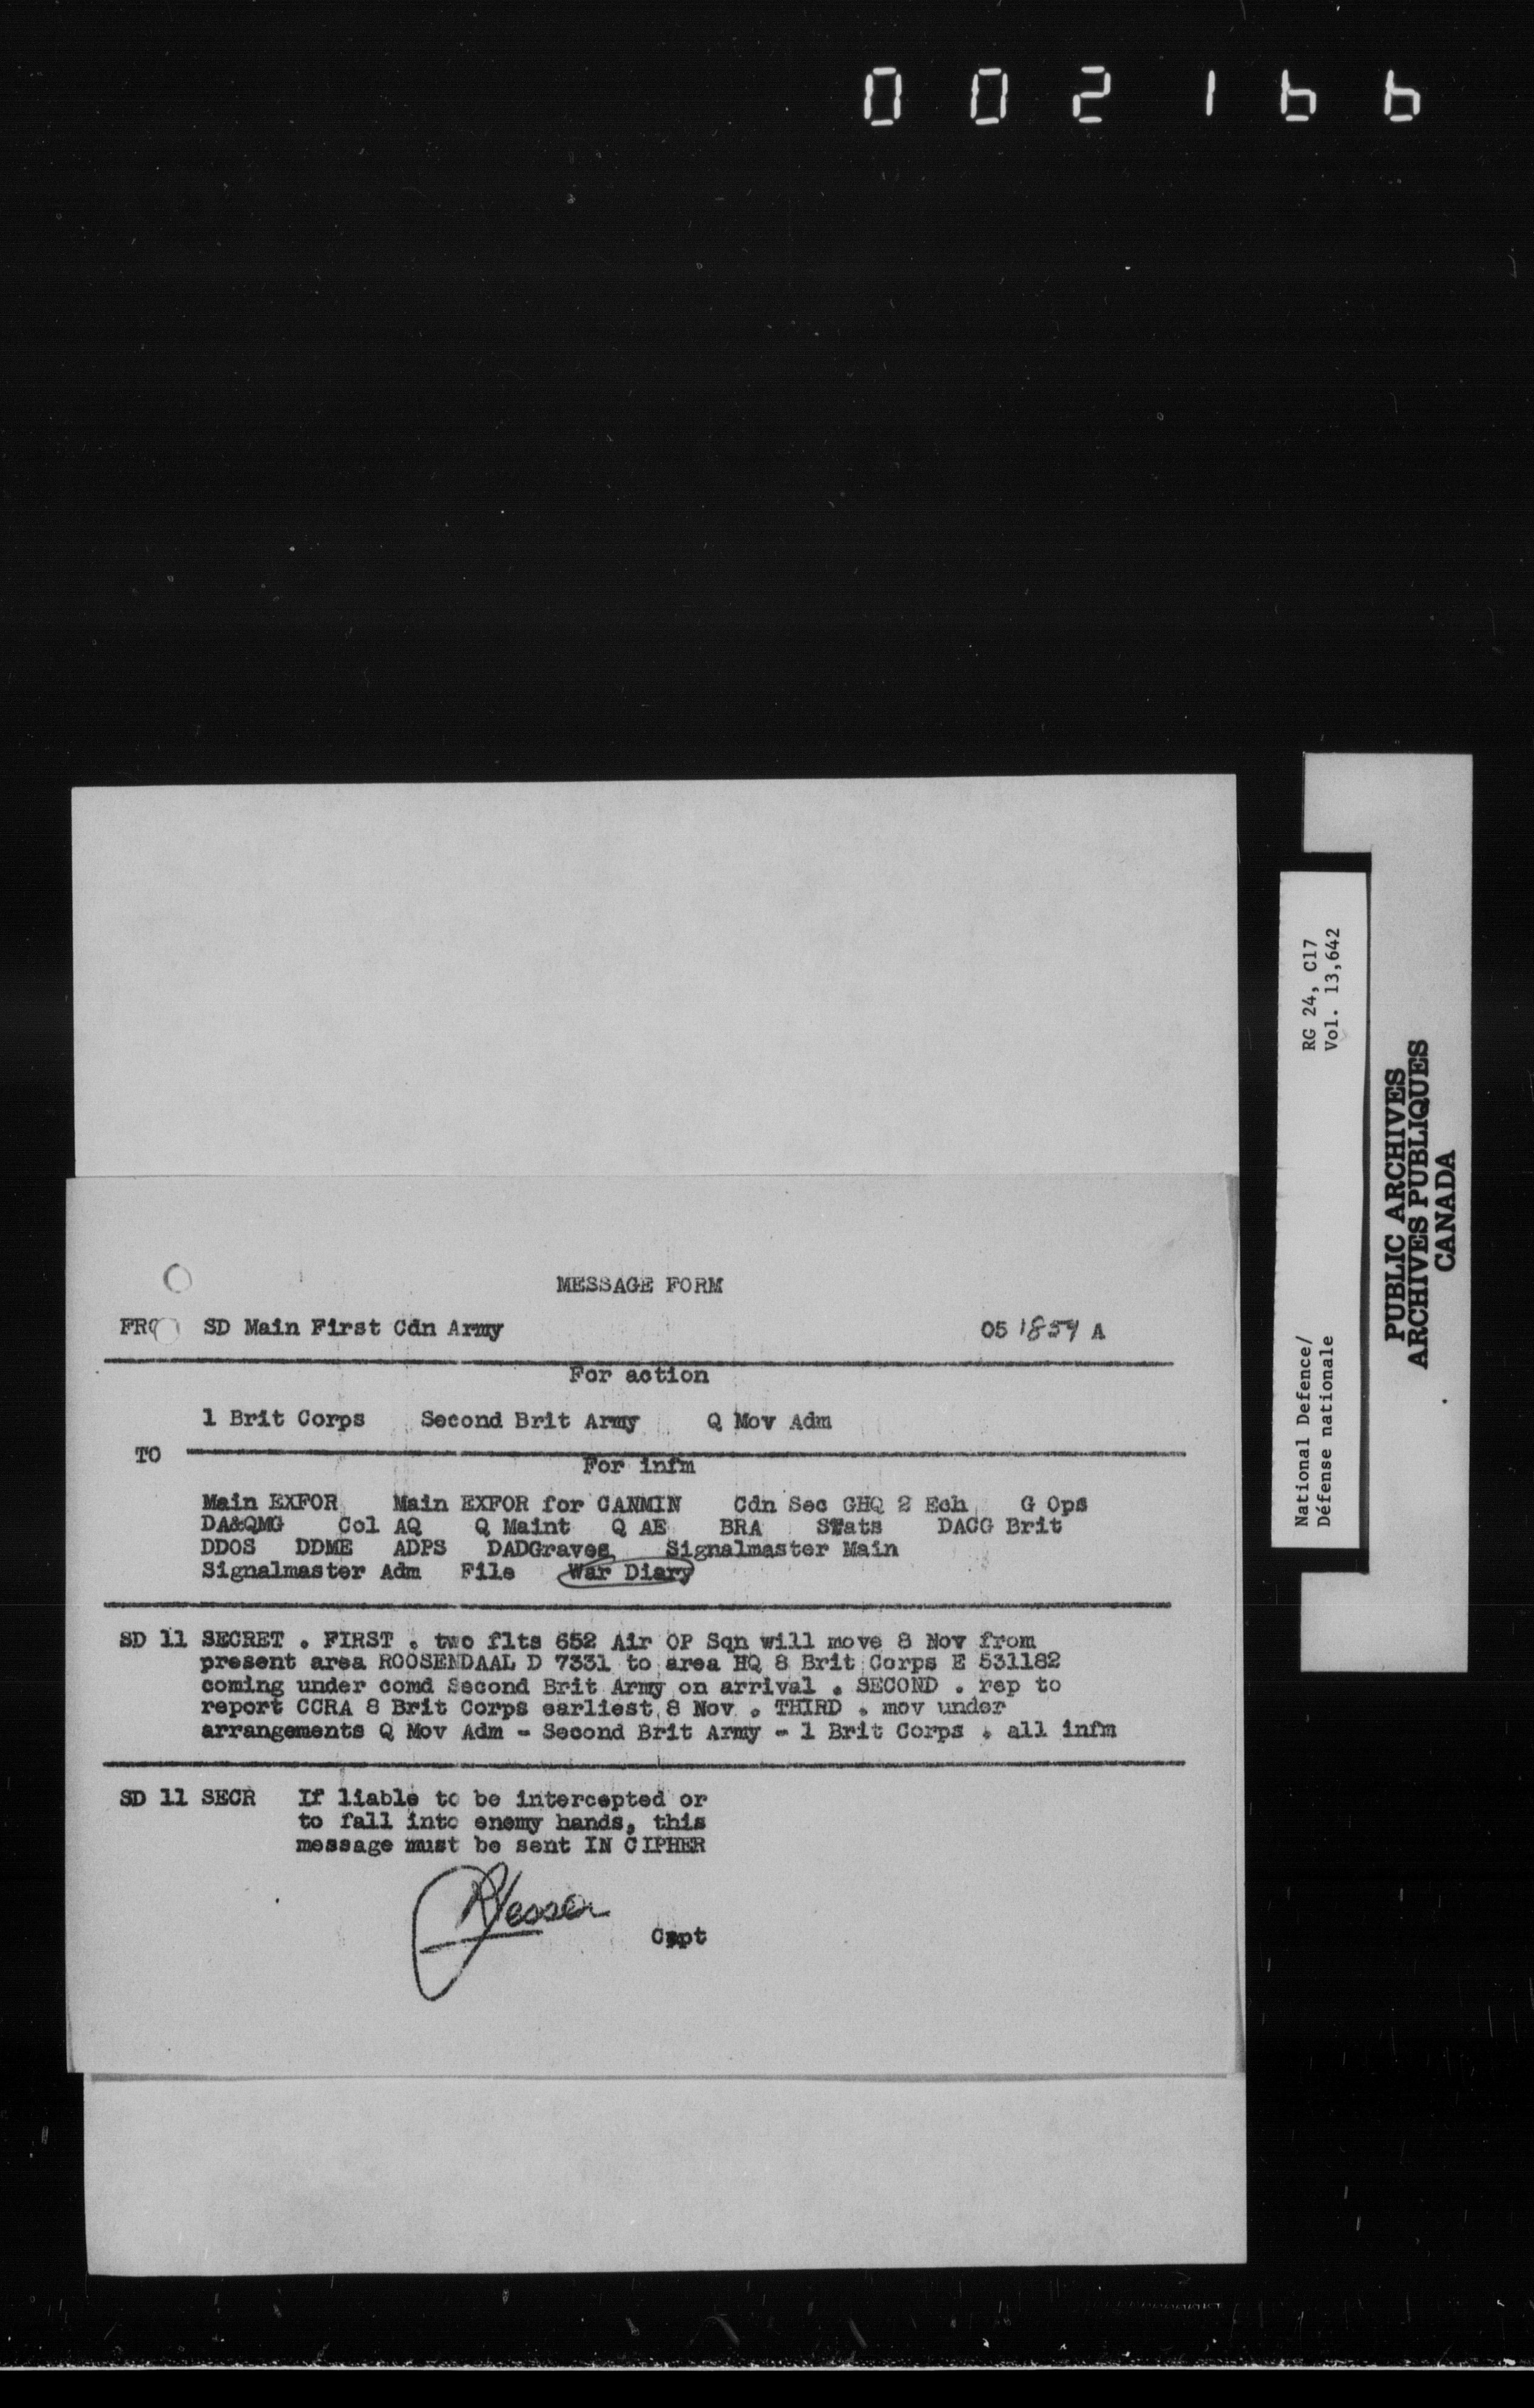 002166
MESSAGE FORM
FRO SD Main First Cdn Army 05 1859 A
For action
1 Brit Corps Second Brit Army Q Mov Adm
TO
For infm
Main EXFOR Main EXFOR for CANMIN Cdn Sec GHQ 2 Ech G Ops
DA&QMG Col AQ Q Maint Q AE BRA Stats DACG Brit
DDOS DDME ADPS DADGraves Signalmaster Main
Signalmaster Adm File War Diary
SD 11 SECRET . FIRST . two flts 652 Air OP Sqn will move 8 Nov from
present area ROOSENDAAL D 7331 to area HQ 8 Brit Corps E 531182
coming under comd Second Brit Army on arrival . SECOND . rep to
report CCRA 8 Brit Corps earliest 8 Nov . THIRD . mov under
arrangements Q Mov Adm - Second Brit Army - 1 Brit Corps . all infm
SD 11 SECR If liable to be intercepted or
to fall into enemy hands, this
message must be sent IN CIPHER
Capt
National Defence/ RG 24, C17
Défense nationale Vol. 13,642
PUBLIC ARCHIVES
ARCHIVES PUBLIQUES
CANADA